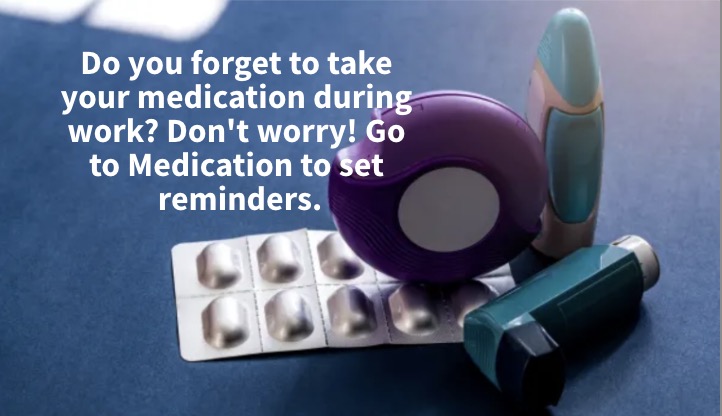 Do you forget to take
your medication during
work? Don't worry! Go
to Medication to set
reminders.